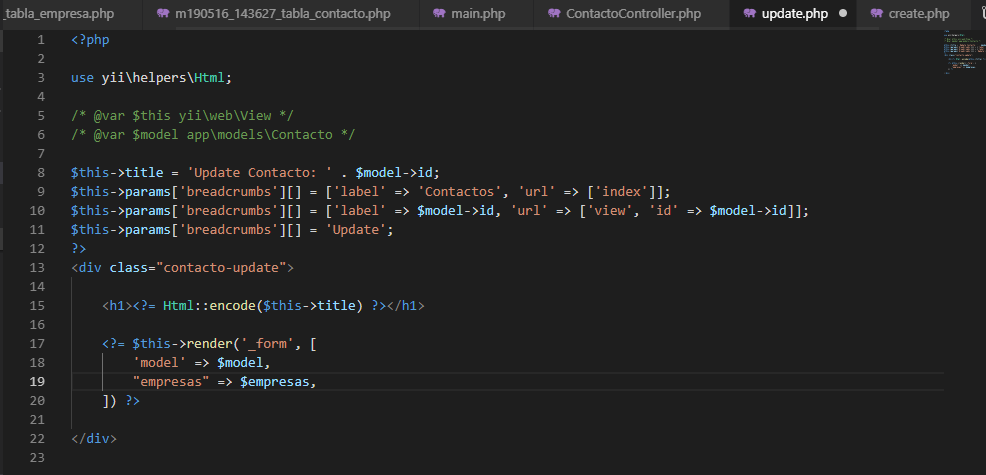 _tabla_empresa.php m190516_143627_tabla_contacto.php main.php ContactoController.php update.php create.php
1 <?php
2
3 use yii\helpers\Html;
4
5 /* @var $this yii\web\View */
6 /* @var $model app\models\Contacto */
7
8 $this->title = 'Update Contacto: ' . $model->id;
9 $this->params['breadcrumbs'][] = ['label' => 'Contactos', 'url' => ['index']];
10 $this->params['breadcrumbs'][] = ['label' => $model->id, 'url' => ['view', 'id' => $model->id]];
11 $this->params['breadcrumbs'][] = 'Update';
12 ?>
13 <div class="contacto-update">
14
15 <h1><?= Html::encode($this->title) ?></h1>
16
17 <?= $this->render('_form', [
18 'model' => $model,
19 "empresas" => $empresas,
20 ]) ?>
21
22 </div>
23